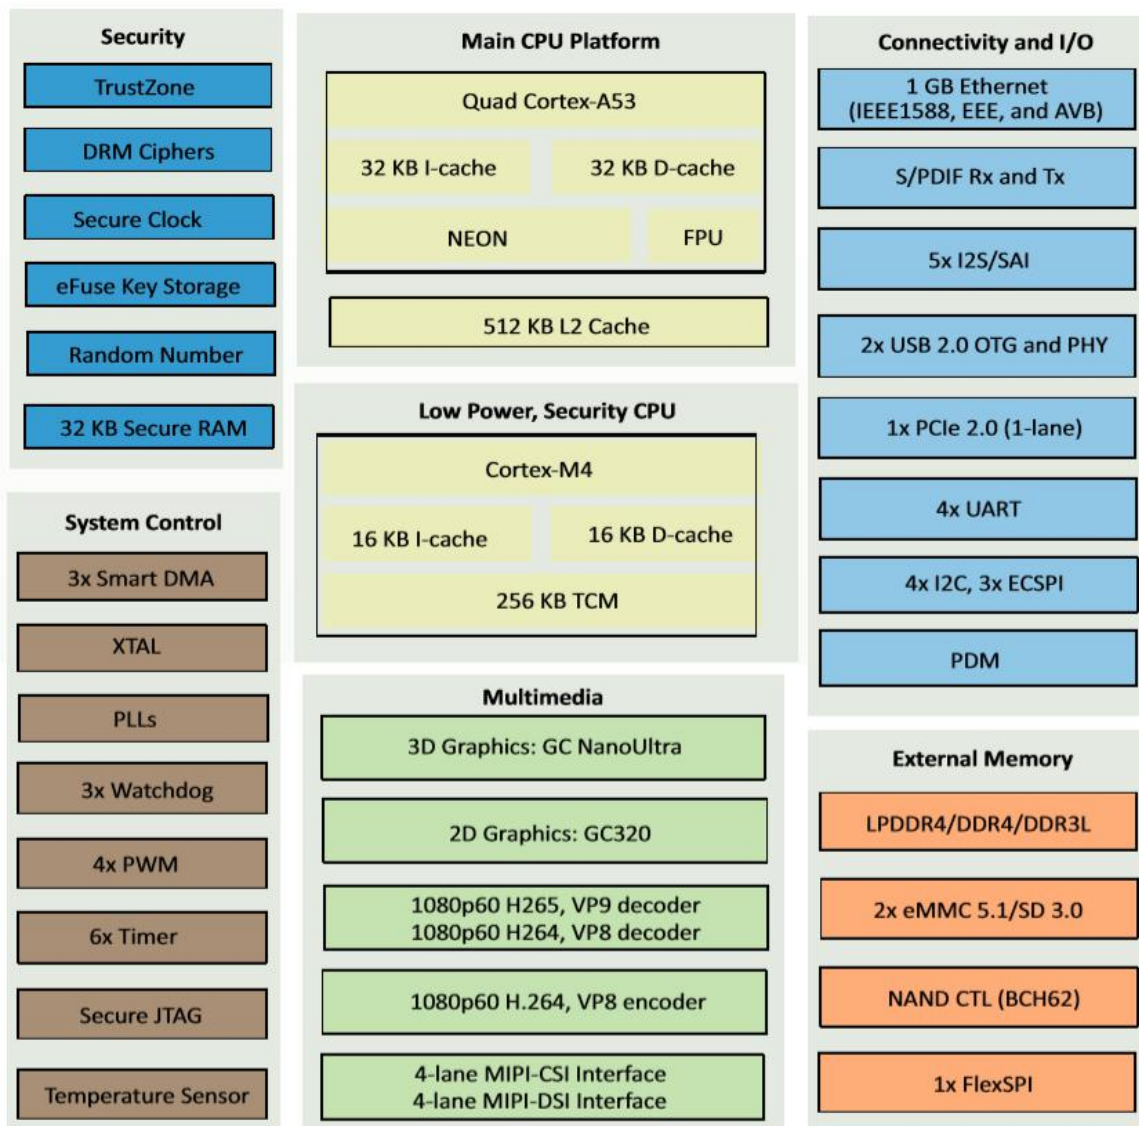 Security
TrustZone
DRM Ciphers
Secure Clock
eFuse Key Storage
Random Number
32 KB Secure RAM
System Control
3x Smart DMA
XTAL
PLLs
3x Watchdog
4x PWM
6x Timer
Secure JTAG
Temperature Sensor
Main CPU Platform
Quad Cortex-A53
32 KB I-cache 32 KB D-cache
NEON FPU
512 KB L2 Cache
Low Power, Security CPU
Cortex-M4
16 KB I-cache 16 KB D-cache
256 KB TCM
Multimedia
3D Graphics: GC NanoUltra
2D Graphics: GC320
1080p60 H265, VP9 decoder
1080p60 H264, VP8 decoder
1080p60 H.264, VP8 encoder
4-lane MIPI-CSI Interface
4-lane MIPI-DSI Interface
Connectivity and I/O
1 GB Ethernet
(IEEE1588, EEE, and AVB)
S/PDIF Rx and Tx
5x I2S/SAI
2x USB 2.0 OTG and PHY
1x PCIe 2.0 (1-lane)
4x UART
4x I2C, 3x ECSPI
PDM
External Memory
LPDDR4/DDR4/DDR3L
2x eMMC 5.1/SD 3.0
NAND CTL (BCH62)
1x FlexSPI